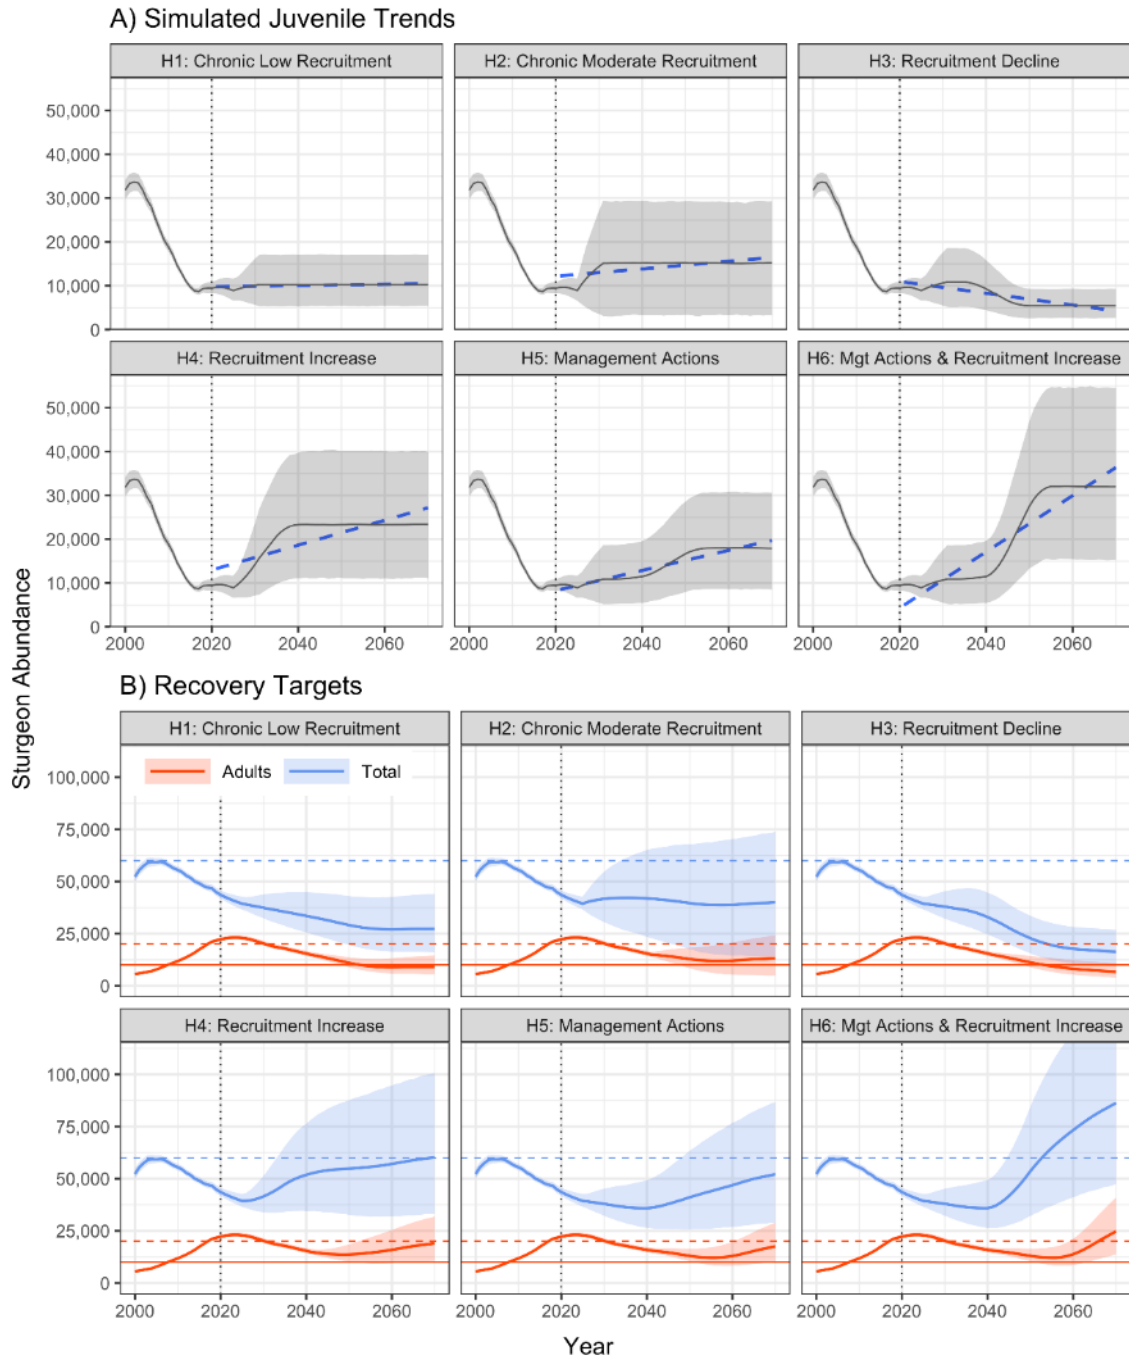 A) Simulated Juvenile Trends
H1: Chronic Low Recruitment
H2: Chronic Moderate Recruitment
H3: Recruitment Decline
50,000
40,000
30,000
20,000
10,000
0
H4: Recruitment Increase
H5: Management Actions
H6: Mgt Actions & Recruitment Increase
50,000
40,000
30,000
20,000
10,000
0
2000 2020 2040 2060
2000 2020 2040 2060
2000 2020 2040 2060
Sturgeon Abundance
B) Recovery Targets
H1: Chronic Low Recruitment
H2: Chronic Moderate Recruitment
H3: Recruitment Decline
Adults Total
100,000
75,000
50,000
25,000
0
H4: Recruitment Increase
H5: Management Actions
H6: Mgt Actions & Recruitment Increase
100,000
75,000
50,000
25,000
0
2000 2020 2040 2060
2000 2020 2040 2060
2000 2020 2040 2060
Year